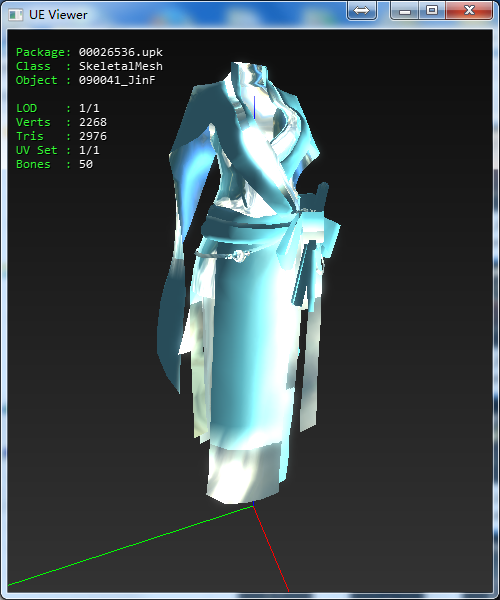 UE Viewer
Package: 00026536.upk
Class : SkeletalMesh
Object : 090041_JinF
LOD : 1/1
Verts : 2268
Tris : 2976
UV Set : 1/1
Bones : 50